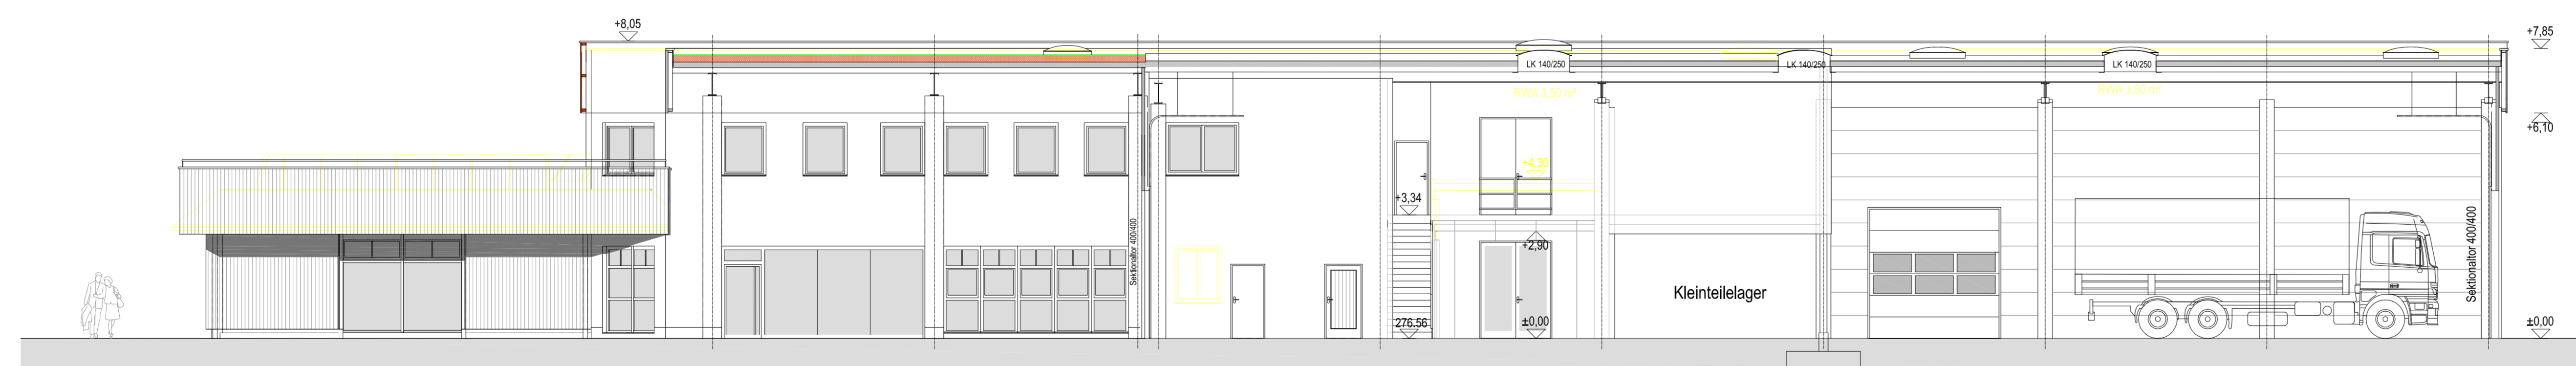 +8,05
+7,85
LK 140/250
LK 140/250
LK 140/250
RWA 3,50 m²
RWA 3,50 m²
+6,10
+4,30
+3,34
Sektionaltor 400/400
+2,90
Sektionaltor 400/400
Kleinteilelager
276.56
±0,00
±0,00